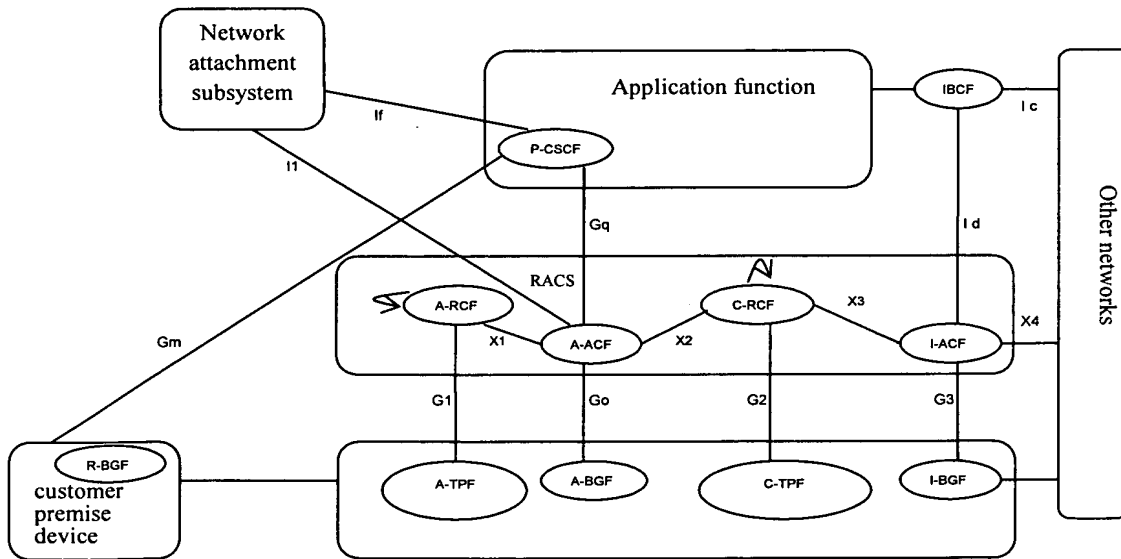 Network
attachment
subsystem
Application function
IBCF
I c
If
P-CSCF
I1
Other networks
Gq
I d
RACS
A-RCF
C-RCF
X3
Gm
X1
A-ACF
X2
I-ACF
X4
G1
Go
G2
G3
R-BGF
customer
premise
device
A-TPF
A-BGF
C-TPF
I-BGF